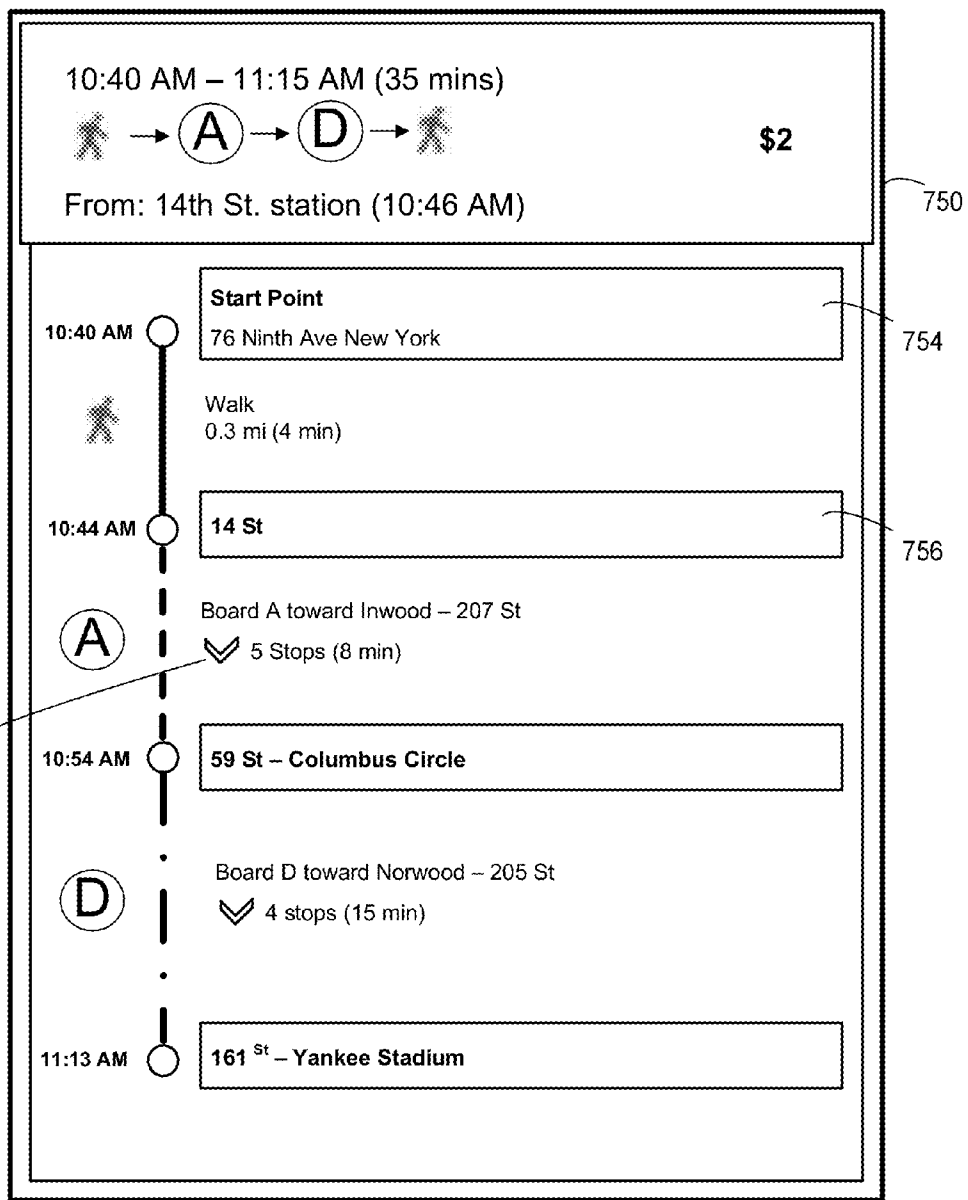 10:40 AM – 11:15 AM (35 mins)
A D
$2
From: 14th St. station (10:46 AM)
750
Start Point
10:40 AM
76 Ninth Ave New York
754
Walk
0.3 mi (4 min)
10:44 AM
14 St
756
Board A toward Inwood – 207 St
A
5 Stops (8 min)
10:54 AM
59 St – Columbus Circle
Board D toward Norwood – 205 St
D
4 stops (15 min)
11:13 AM
161 St – Yankee Stadium